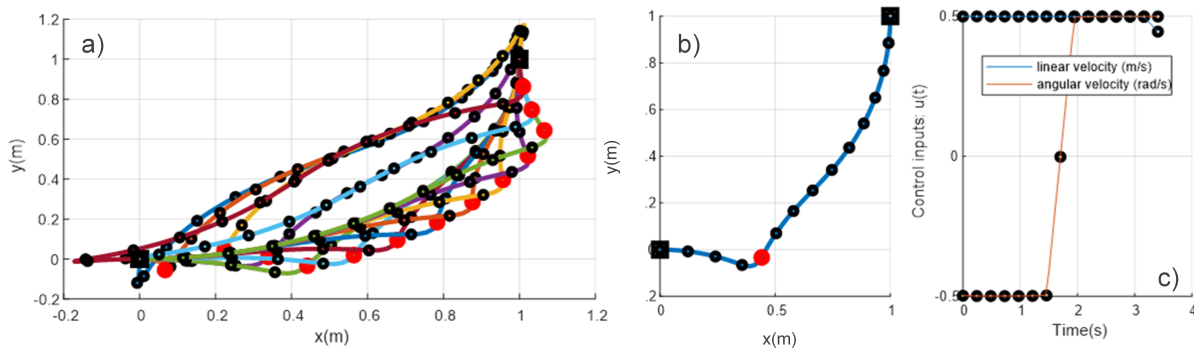 a)
1.2
1
0.8
0.6
0.4
0.2
0
-0.2
y(m)
-0.2 0 0.2 0.4 0.6 0.8 1 1.2
x(m)
b)
1
.8
.6
.4
.2
0
.2
y(m)
0 0.5 1
x(m)
0.5
0
-0.5
Control inputs: u(t)
linear velocity (m/s)
angular velocity (rad/s)
c)
0 1 2 3 4
Time(s)